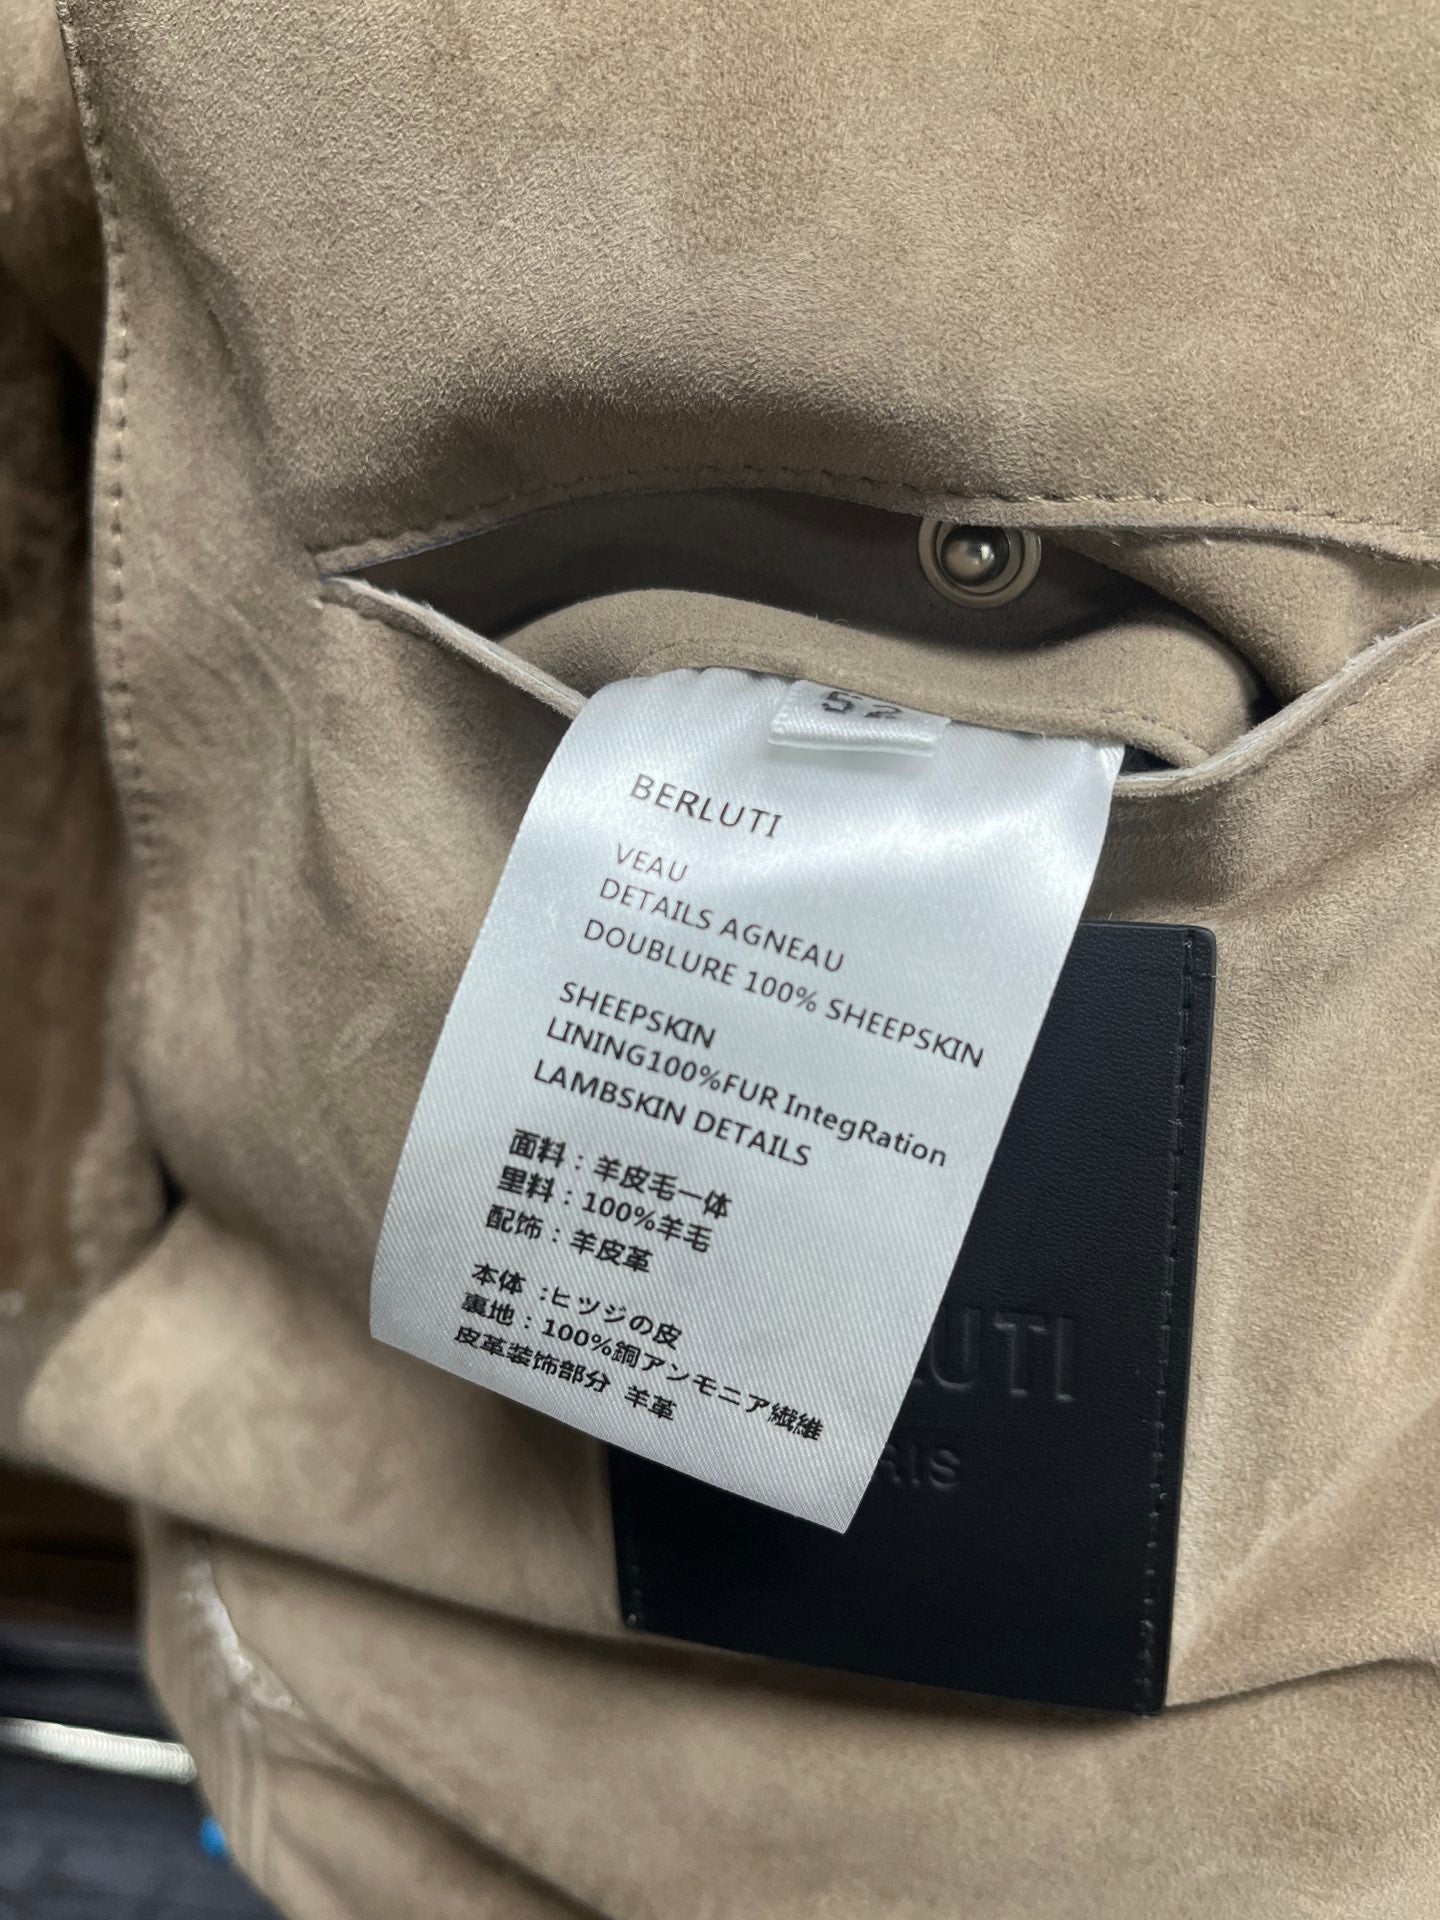 52
BERLUTI
VEAU
DETAILS AGNEAU
DOUBLURE 100% SHEEPSKIN
SHEEPSKIN
LINING100%FUR IntegRation
LAMBSKIN DETAILS
面料：羊皮毛一体
里料：100%羊毛
配饰：羊皮革
本体 :ヒツジの皮
裏地：100%銅アンモニア繊維
皮革装饰部分 羊革
LUTI
RIS